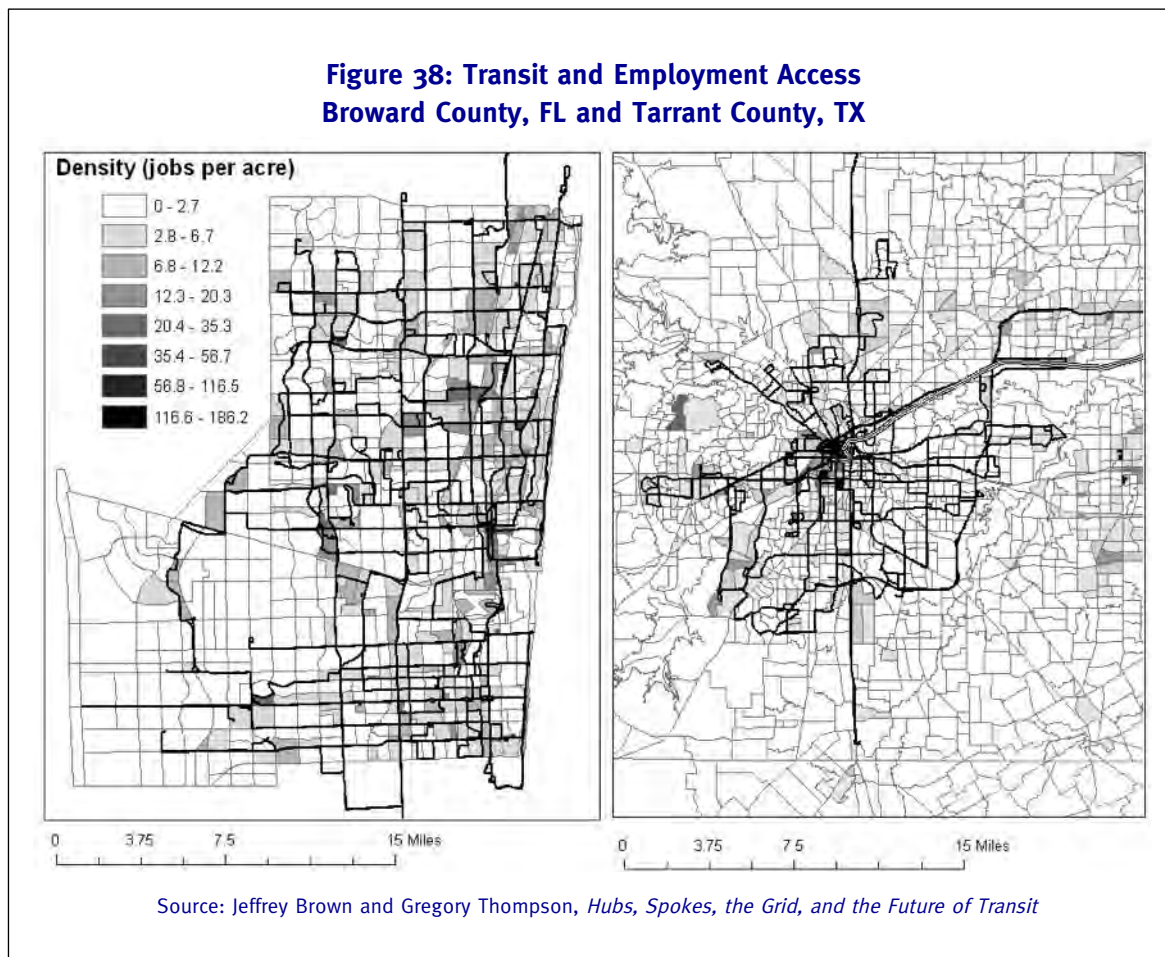 Figure 38: Transit and Employment Access
Broward County, FL and Tarrant County, TX
Density (jobs per acre)
0 - 2.7
2.8 - 6.7
6.8 - 12.2
12.3 - 20.3
20.4 - 35.3
35.4 - 56.7
56.8 - 116.5
116.6 - 186.2
0 3.75 7.5 15 Miles
0 3.75 7.5 15 Miles
Source: Jeffrey Brown and Gregory Thompson, Hubs, Spokes, the Grid, and the Future of Transit